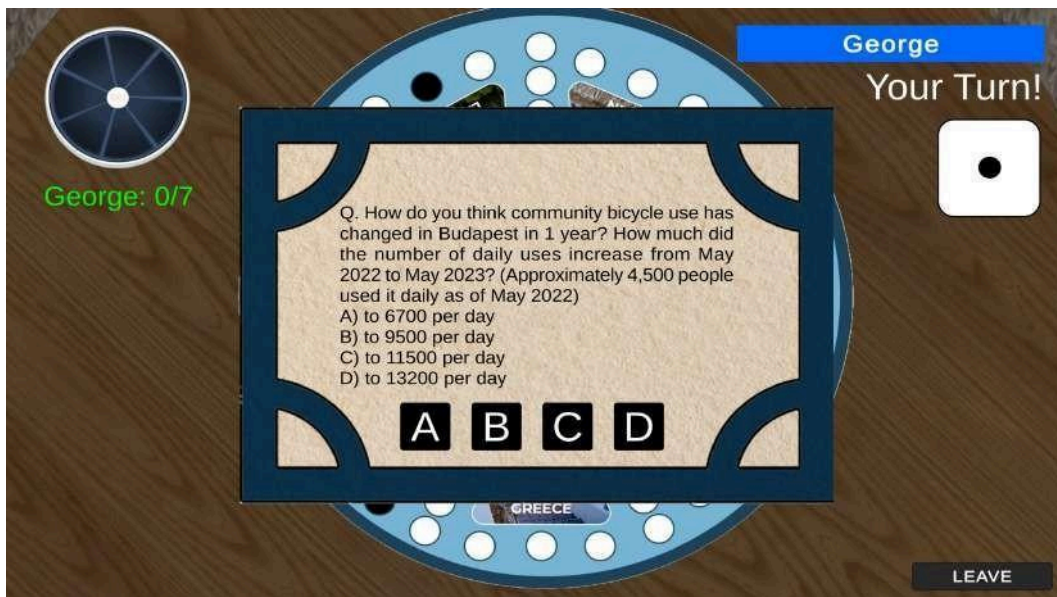 George
Your Turn!
George: 0/7
Q. How do you think community bicycle use has
changed in Budapest in 1 year? How much did
the number of daily uses increase from May
2022 to May 2023? (Approximately 4,500 people
used it daily as of May 2022)
A) to 6700 per day
B) to 9500 per day
C) to 11500 per day
D) to 13200 per day
A B C D
GREECE
LEAVE